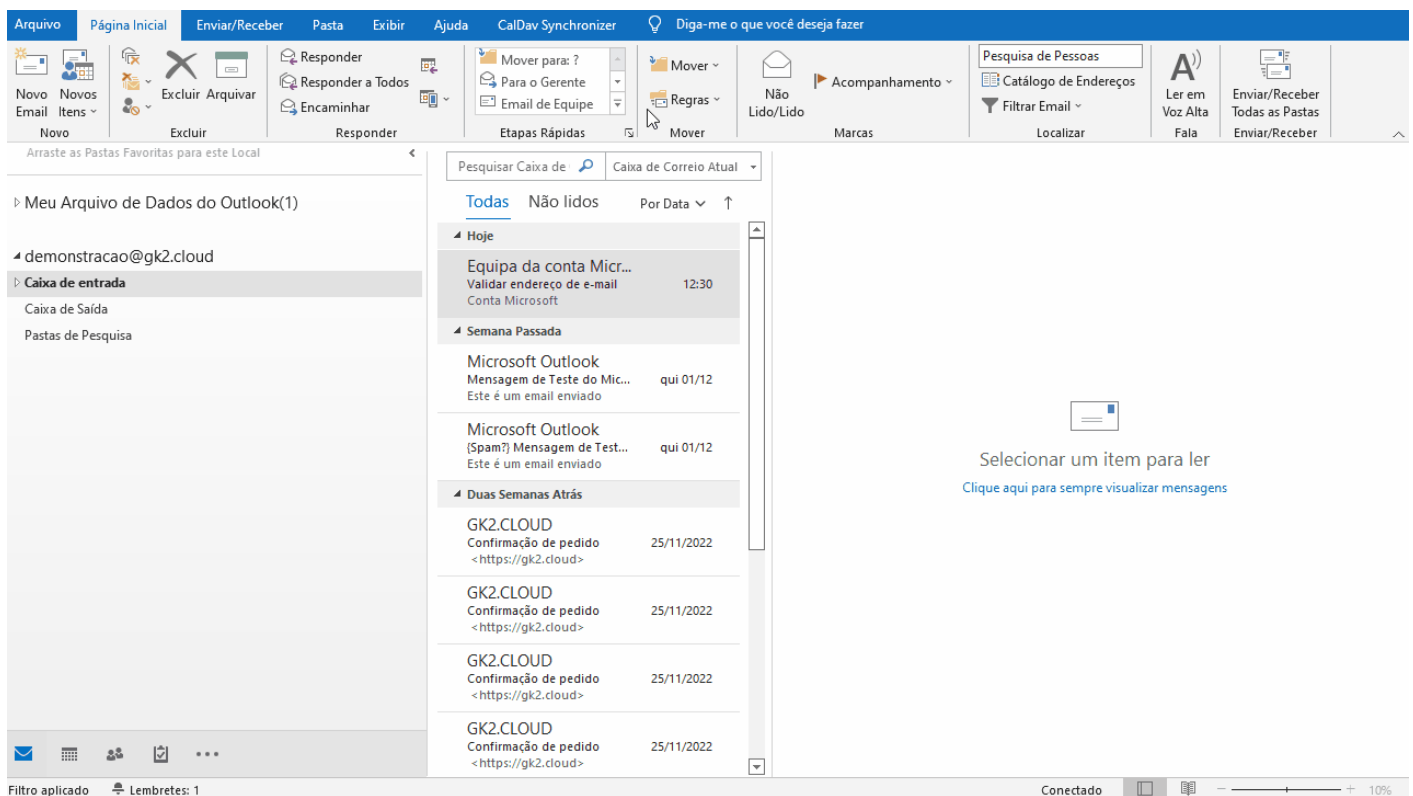 Arquivo Página Inicial Enviar/Receber Pasta Exibir Ajuda CalDav Synchronizer Diga-me o que você deseja fazer
Novo Email
Novos Itens
Excluir
Arquivar
Responder
Responder a Todos
Encaminhar
Mover para: ?
Para o Gerente
Email de Equipe
Mover
Regras
Não Lido/Lido
Acompanhamento
Pesquisa de Pessoas
Catálogo de Endereços
Filtrar Email
Ler em Voz Alta
Enviar/Receber Todas as Pastas
Novo Excluir Responder Etapas Rápidas Mover Marcas Localizar Fala Enviar/Receber
Arraste as Pastas Favoritas para este Local
Meu Arquivo de Dados do Outlook(1)
demonstracao@gk2.cloud
Caixa de entrada
Caixa de Saída
Pastas de Pesquisa
Pesquisar Caixa de Caixa de Correio Atual
Todas Não lidos Por Data
Hoje
Equipa da conta Micr...
Validar endereço de e-mail 12:30
Conta Microsoft
Semana Passada
Microsoft Outlook
Mensagem de Teste do Mic... qui 01/12
Este é um email enviado
Microsoft Outlook
{Spam?} Mensagem de Test... qui 01/12
Este é um email enviado
Duas Semanas Atrás
GK2.CLOUD
Confirmação de pedido 25/11/2022
<https://gk2.cloud>
GK2.CLOUD
Confirmação de pedido 25/11/2022
<https://gk2.cloud>
GK2.CLOUD
Confirmação de pedido 25/11/2022
<https://gk2.cloud>
GK2.CLOUD
Confirmação de pedido 25/11/2022
<https://gk2.cloud>
Selecionar um item para ler
Clique aqui para sempre visualizar mensagens
Filtro aplicado Lembretes: 1 Conectado 10%